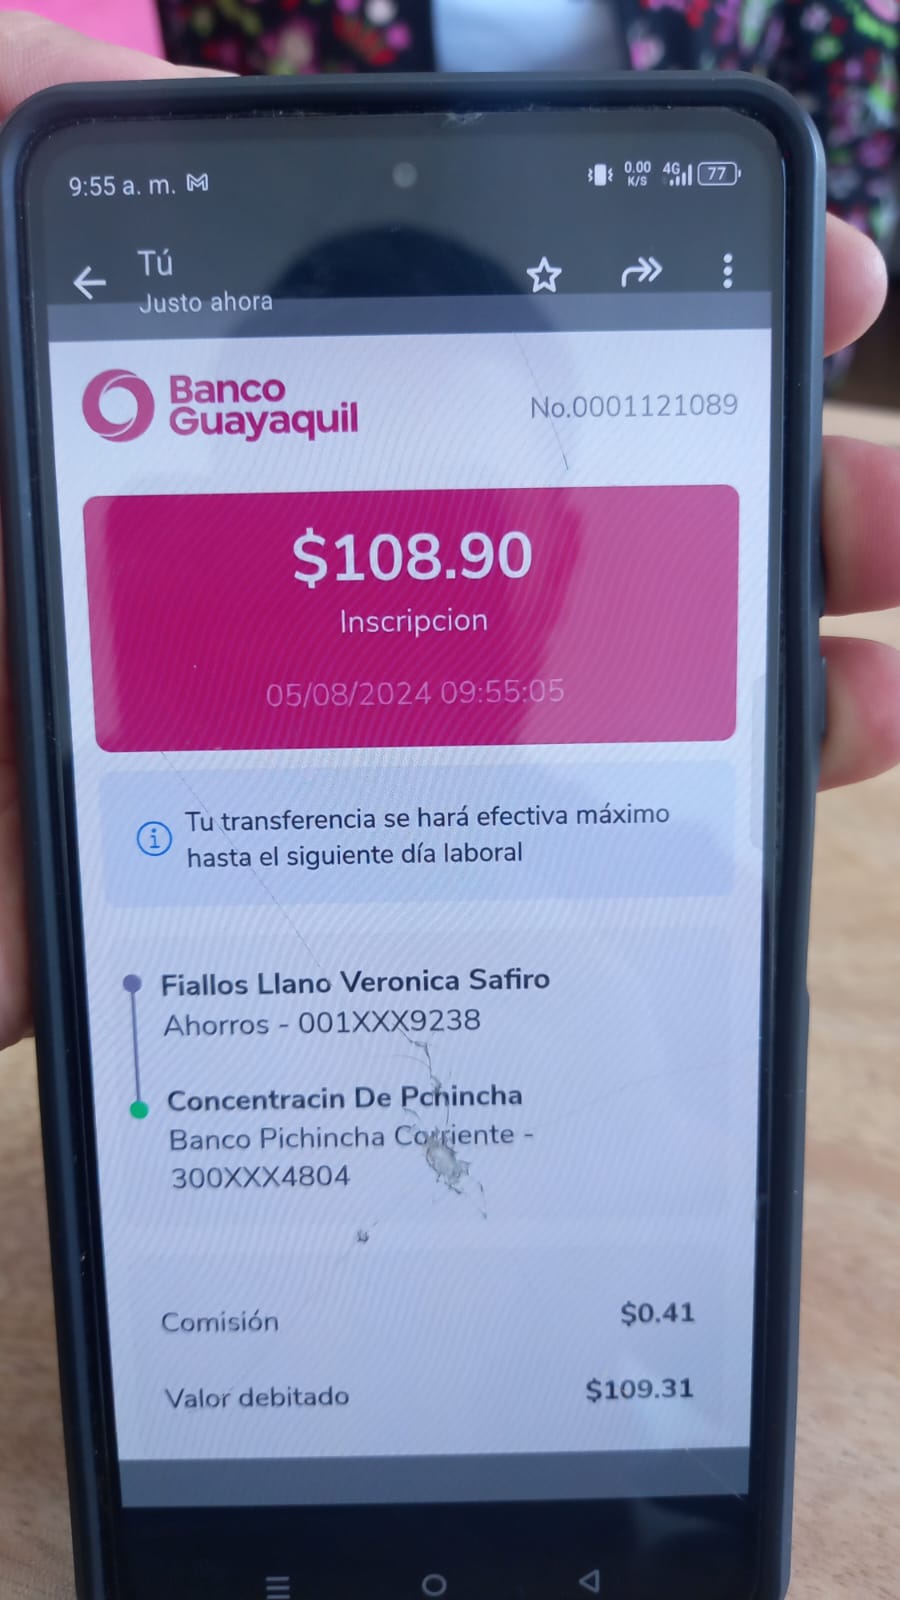 9:55 a. m.
0.00
K/S
4G
77
Tú
Justo ahora
Banco
Guayaquil
No.0001121089
$108.90
Inscripcion
05/08/2024 09:55:05
Tu transferencia se hará efectiva máximo
hasta el siguiente día laboral
Fiallos Llano Veronica Safiro
Ahorros - 001XXX9238
Concentracin De Pchincha
Banco Pichincha Corriente -
300XXX4804
Comisión
$0.41
Valor debitado
$109.31